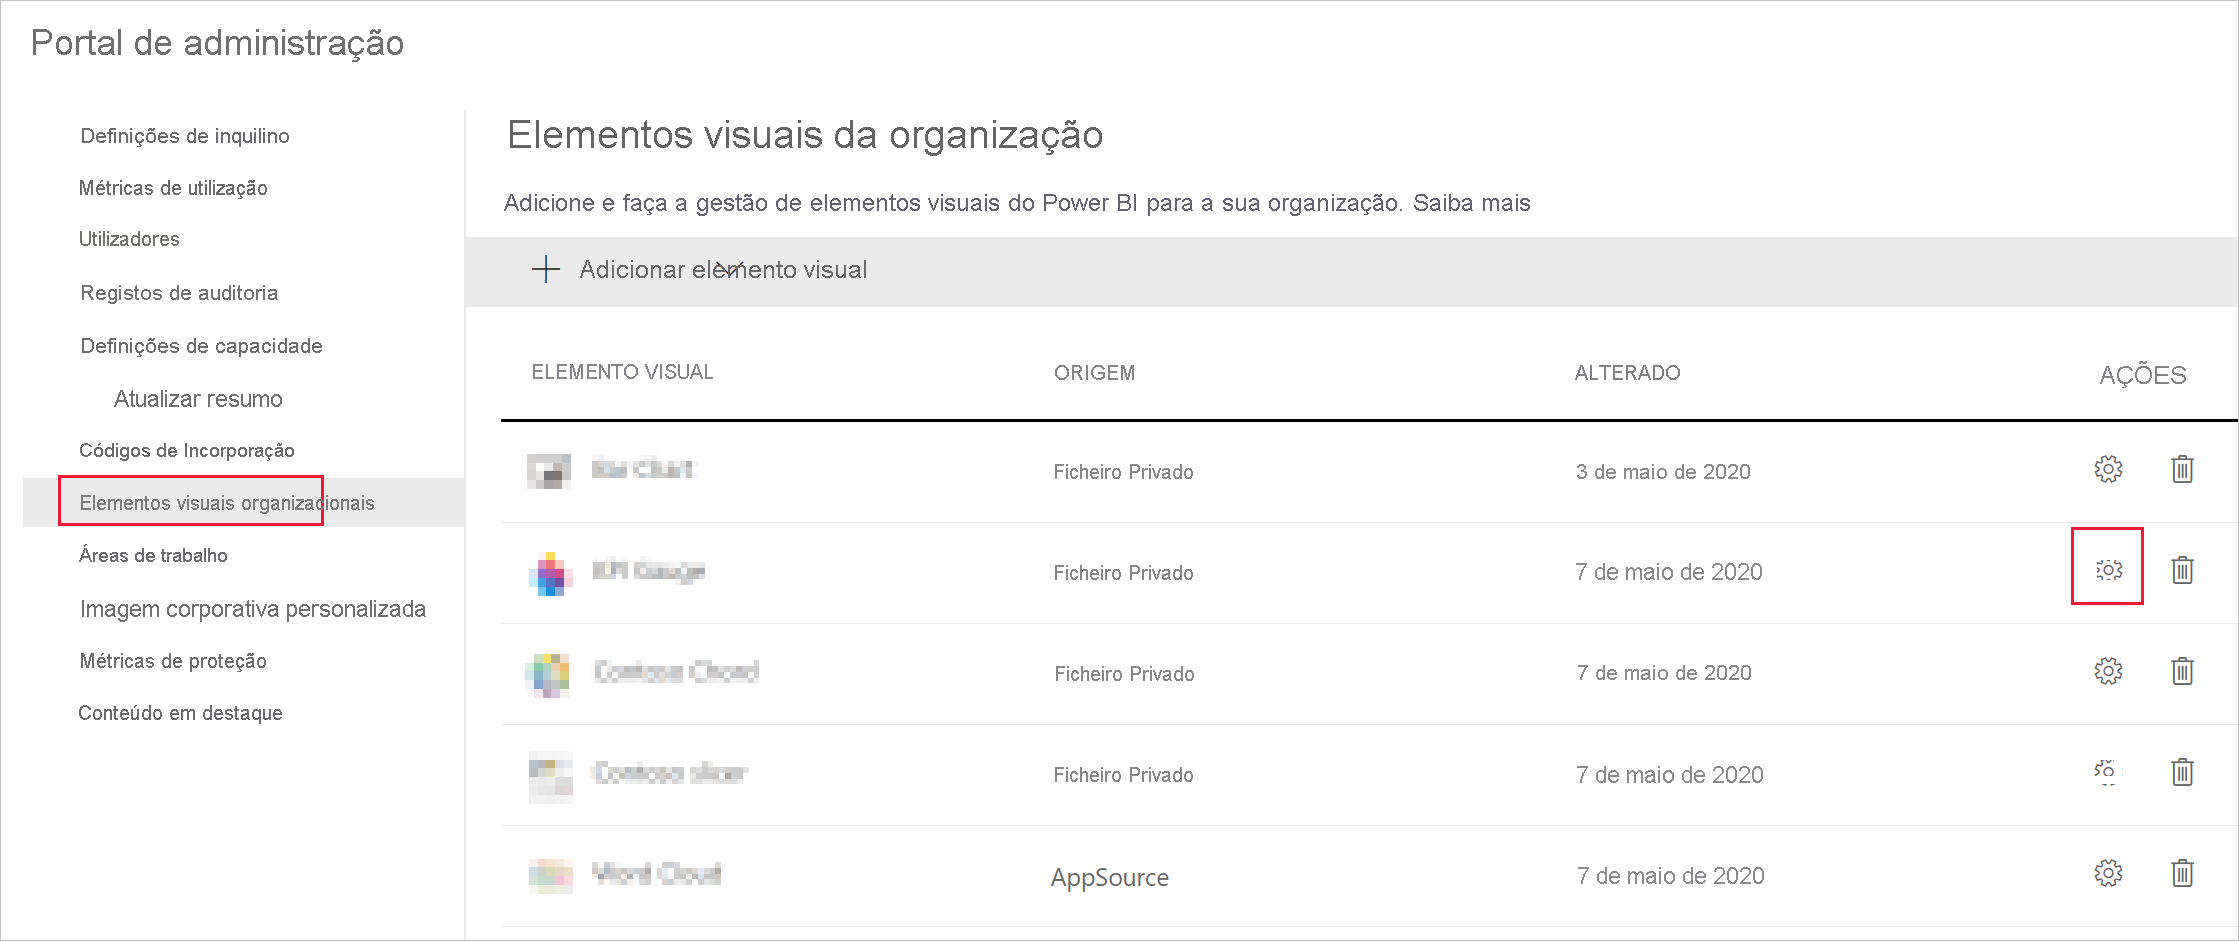 Portal de administração
Definições de inquilino
Métricas de utilização
Utilizadores
Registos de auditoria
Definições de capacidade
Atualizar resumo
Códigos de Incorporação
Elementos visuais organizacionais
Áreas de trabalho
Imagem corporativa personalizada
Métricas de proteção
Conteúdo em destaque
Elementos visuais da organização
Adicione e faça a gestão de elementos visuais do Power BI para a sua organização. Saiba mais
Adicionar elemento visual
ELEMENTO VISUAL ORIGEM ALTERADO AÇÕES
Ficheiro Privado 3 de maio de 2020
Ficheiro Privado 7 de maio de 2020
Ficheiro Privado 7 de maio de 2020
Ficheiro Privado 7 de maio de 2020
AppSource 7 de maio de 2020